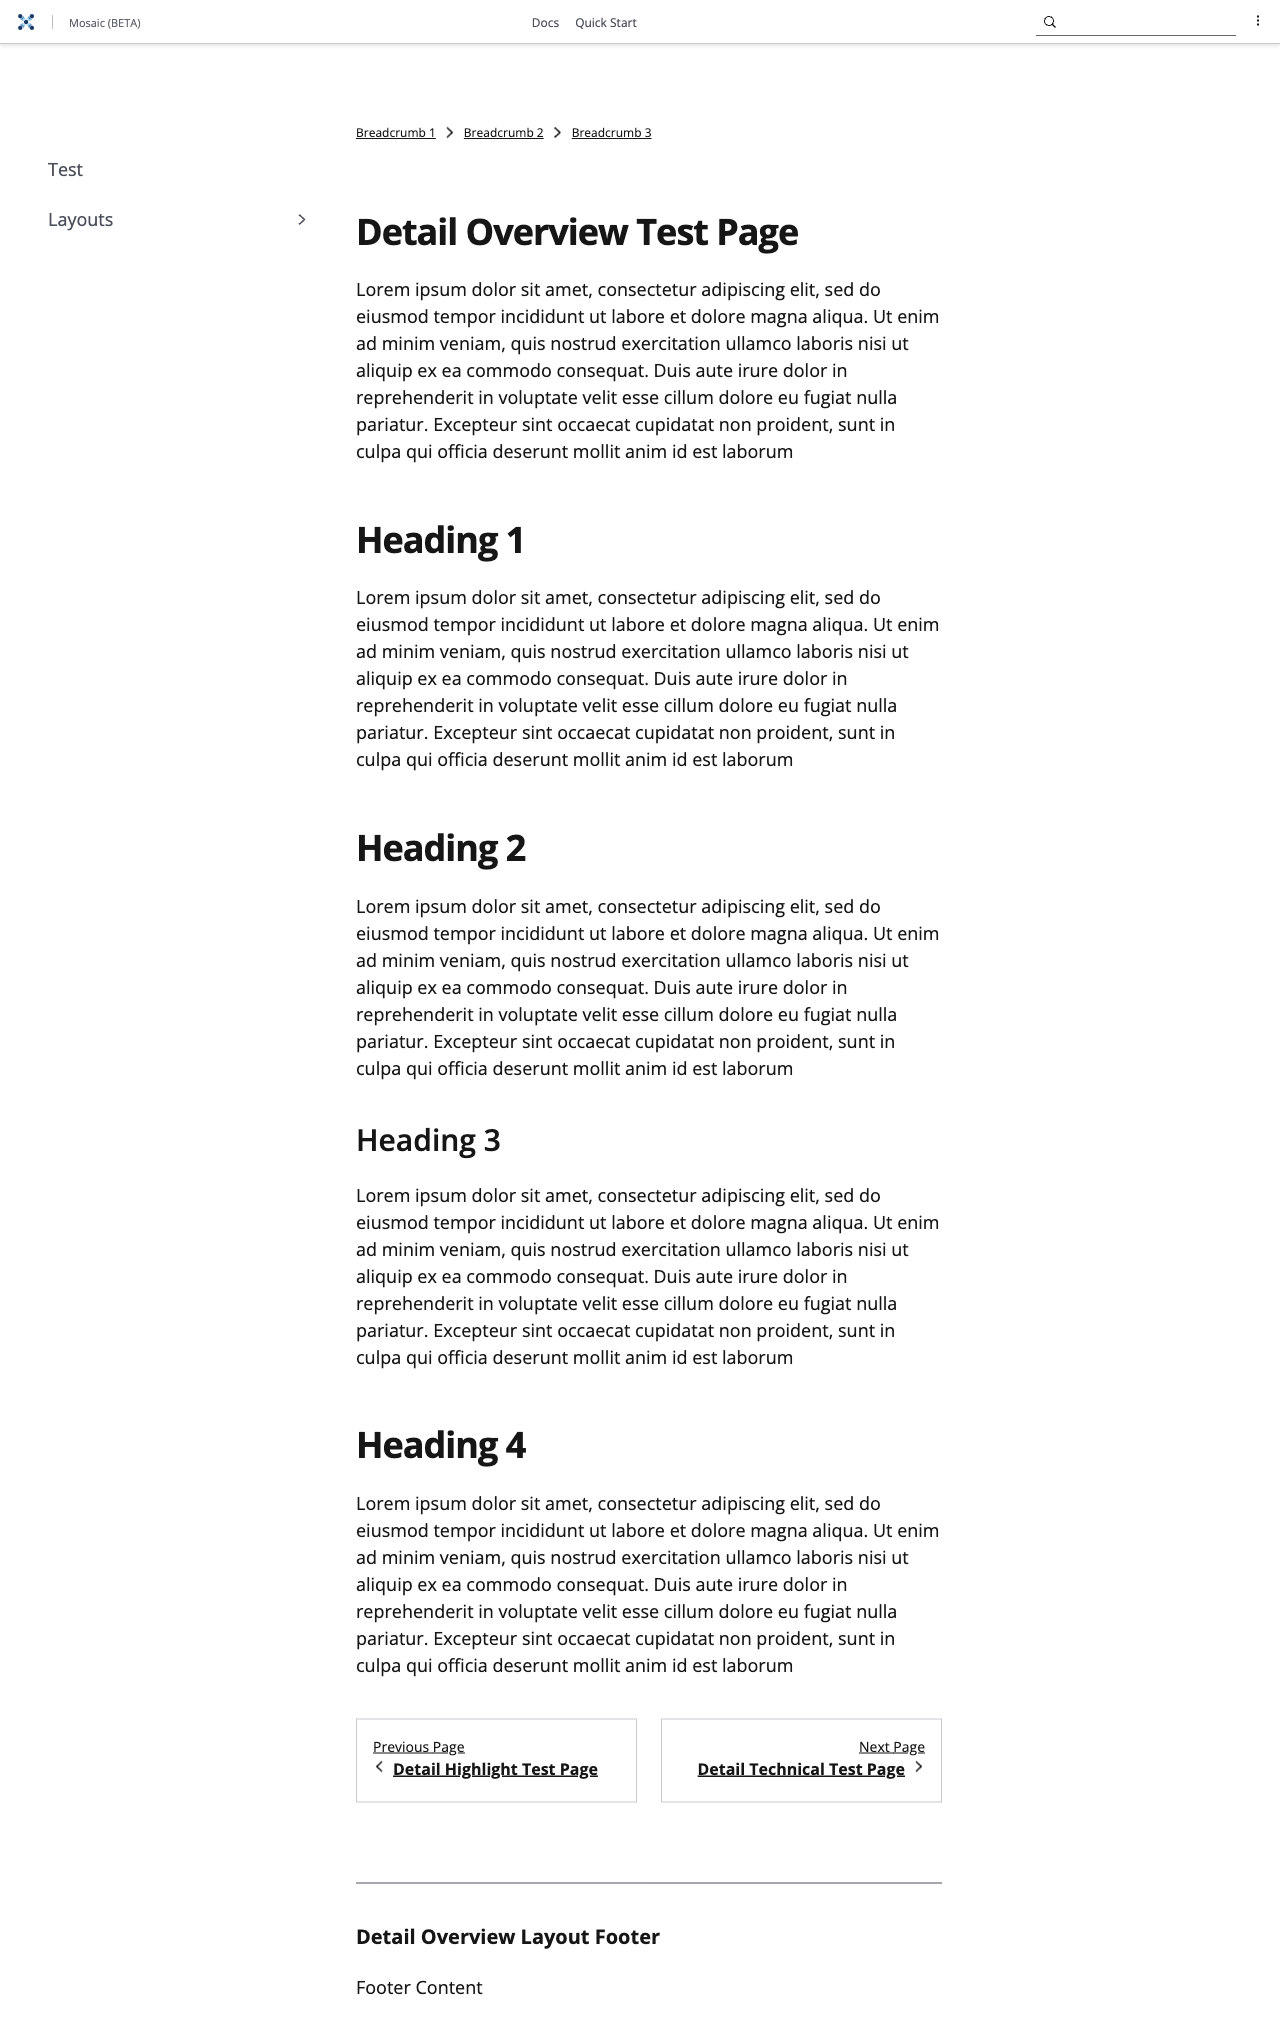 Mosaic (BETA)
Docs
Quick Start
Breadcrumb 1
Breadcrumb 2
Breadcrumb 3
Test
Layouts
Detail Overview Test Page
Lorem ipsum dolor sit amet, consectetur adipiscing elit, sed do
eiusmod tempor incididunt ut labore et dolore magna aliqua. Ut enim
ad minim veniam, quis nostrud exercitation ullamco laboris nisi ut
aliquip ex ea commodo consequat. Duis aute irure dolor in
reprehenderit in voluptate velit esse cillum dolore eu fugiat nulla
pariatur. Excepteur sint occaecat cupidatat non proident, sunt in
culpa qui officia deserunt mollit anim id est laborum
Heading 1
Lorem ipsum dolor sit amet, consectetur adipiscing elit, sed do
eiusmod tempor incididunt ut labore et dolore magna aliqua. Ut enim
ad minim veniam, quis nostrud exercitation ullamco laboris nisi ut
aliquip ex ea commodo consequat. Duis aute irure dolor in
reprehenderit in voluptate velit esse cillum dolore eu fugiat nulla
pariatur. Excepteur sint occaecat cupidatat non proident, sunt in
culpa qui officia deserunt mollit anim id est laborum
Heading 2
Lorem ipsum dolor sit amet, consectetur adipiscing elit, sed do
eiusmod tempor incididunt ut labore et dolore magna aliqua. Ut enim
ad minim veniam, quis nostrud exercitation ullamco laboris nisi ut
aliquip ex ea commodo consequat. Duis aute irure dolor in
reprehenderit in voluptate velit esse cillum dolore eu fugiat nulla
pariatur. Excepteur sint occaecat cupidatat non proident, sunt in
culpa qui officia deserunt mollit anim id est laborum
Heading 3
Lorem ipsum dolor sit amet, consectetur adipiscing elit, sed do
eiusmod tempor incididunt ut labore et dolore magna aliqua. Ut enim
ad minim veniam, quis nostrud exercitation ullamco laboris nisi ut
aliquip ex ea commodo consequat. Duis aute irure dolor in
reprehenderit in voluptate velit esse cillum dolore eu fugiat nulla
pariatur. Excepteur sint occaecat cupidatat non proident, sunt in
culpa qui officia deserunt mollit anim id est laborum
Heading 4
Lorem ipsum dolor sit amet, consectetur adipiscing elit, sed do
eiusmod tempor incididunt ut labore et dolore magna aliqua. Ut enim
ad minim veniam, quis nostrud exercitation ullamco laboris nisi ut
aliquip ex ea commodo consequat. Duis aute irure dolor in
reprehenderit in voluptate velit esse cillum dolore eu fugiat nulla
pariatur. Excepteur sint occaecat cupidatat non proident, sunt in
culpa qui officia deserunt mollit anim id est laborum
Previous Page
Detail Highlight Test Page
Next Page
Detail Technical Test Page
Detail Overview Layout Footer
Footer Content